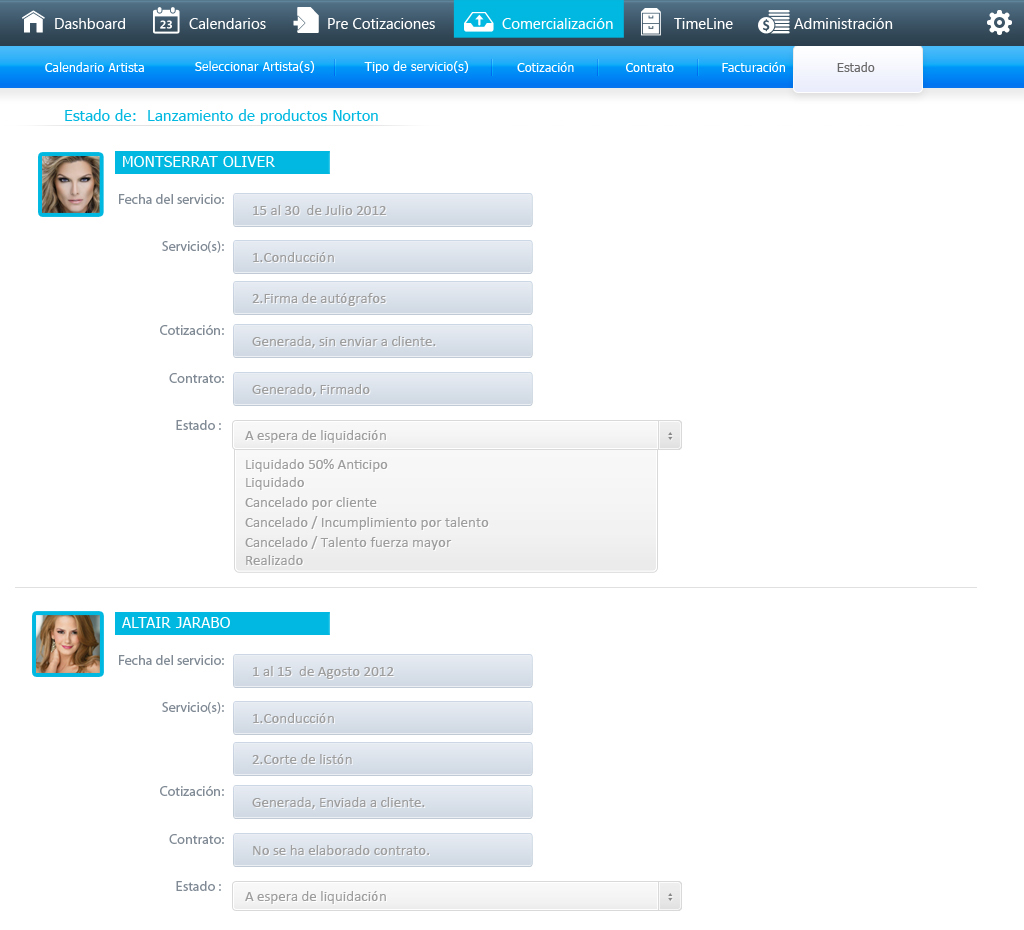 Dashboard
23
Calendarios
Pre Cotizaciones
Comercialización
TimeLine
$
Administración
Calendario Artista
Seleccionar Artista(s)
Tipo de servicio(s)
Cotización
Contrato
Facturación
Estado
Estado de: Lanzamiento de productos Norton
MONTSERRAT OLIVER
Fecha del servicio: 15 al 30 de Julio 2012
Servicio(s): 1.Conducción
2.Firma de autógrafos
Cotización: Generada, sin enviar a cliente.
Contrato: Generado, Firmado
Estado : A espera de liquidación
Liquidado 50% Anticipo
Liquidado
Cancelado por cliente
Cancelado / Incumplimiento por talento
Cancelado / Talento fuerza mayor
Realizado
ALTAIR JARABO
Fecha del servicio: 1 al 15 de Agosto 2012
Servicio(s): 1.Conducción
2.Corte de listón
Cotización: Generada, Enviada a cliente.
Contrato: No se ha elaborado contrato.
Estado : A espera de liquidación